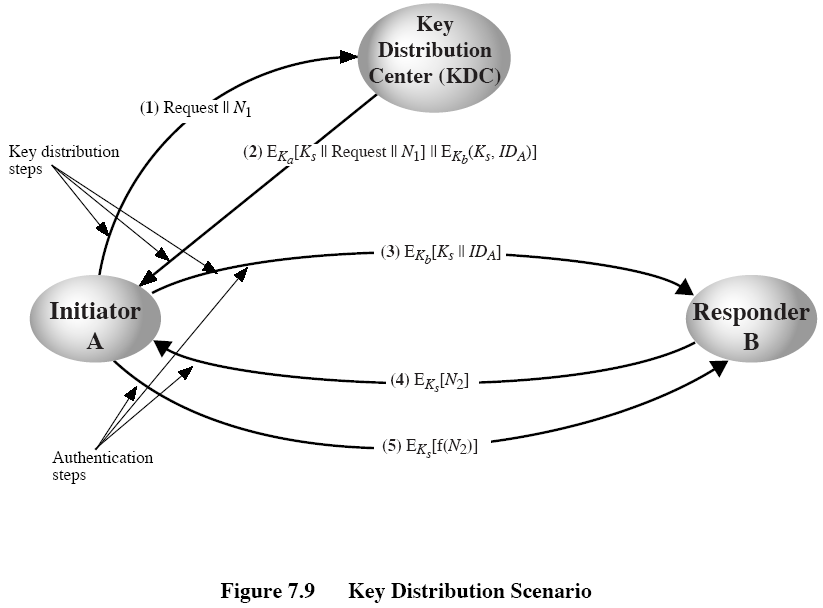 Key
Distribution
Center (KDC)
(1) Request || N1
Key distribution
steps
(2) EKa[Ks || Request || N1] || EKb(Ks, IDA)]
(3) EKb[Ks || IDA]
Initiator
A
Responder
B
(4) EKs[N2]
(5) EKs[f(N2)]
Authentication
steps
Figure 7.9 Key Distribution Scenario